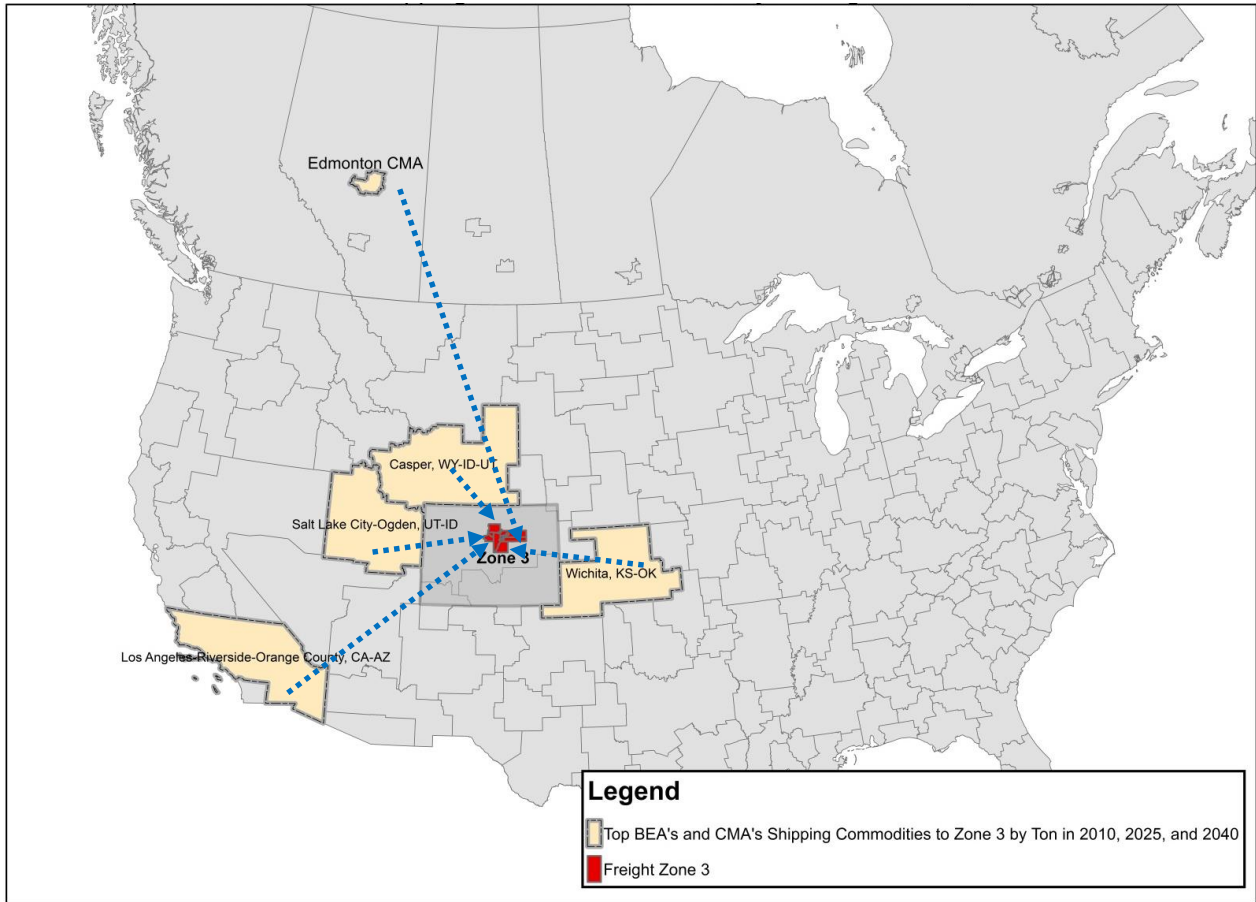 Edmonton CMA
Casper, WY-ID-UT
Salt Lake City-Ogden, UT-ID
Zone 3
Wichita, KS-OK
Los Angeles-Riverside-Orange County, CA-AZ
Legend
Top BEA's and CMA's Shipping Commodities to Zone 3 by Ton in 2010, 2025, and 2040
Freight Zone 3